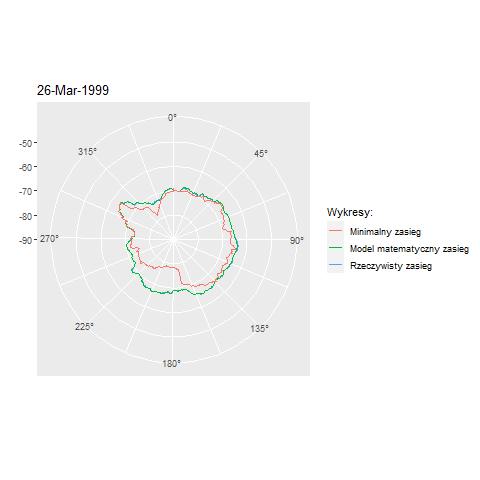 26-Mar-1999
0°
45°
90°
135°
180°
225°
270°
315°
-50
-60
-70
-80
-90
Wykresy:
Minimalny zasieg
Model matematyczny zasieg
Rzeczywisty zasieg